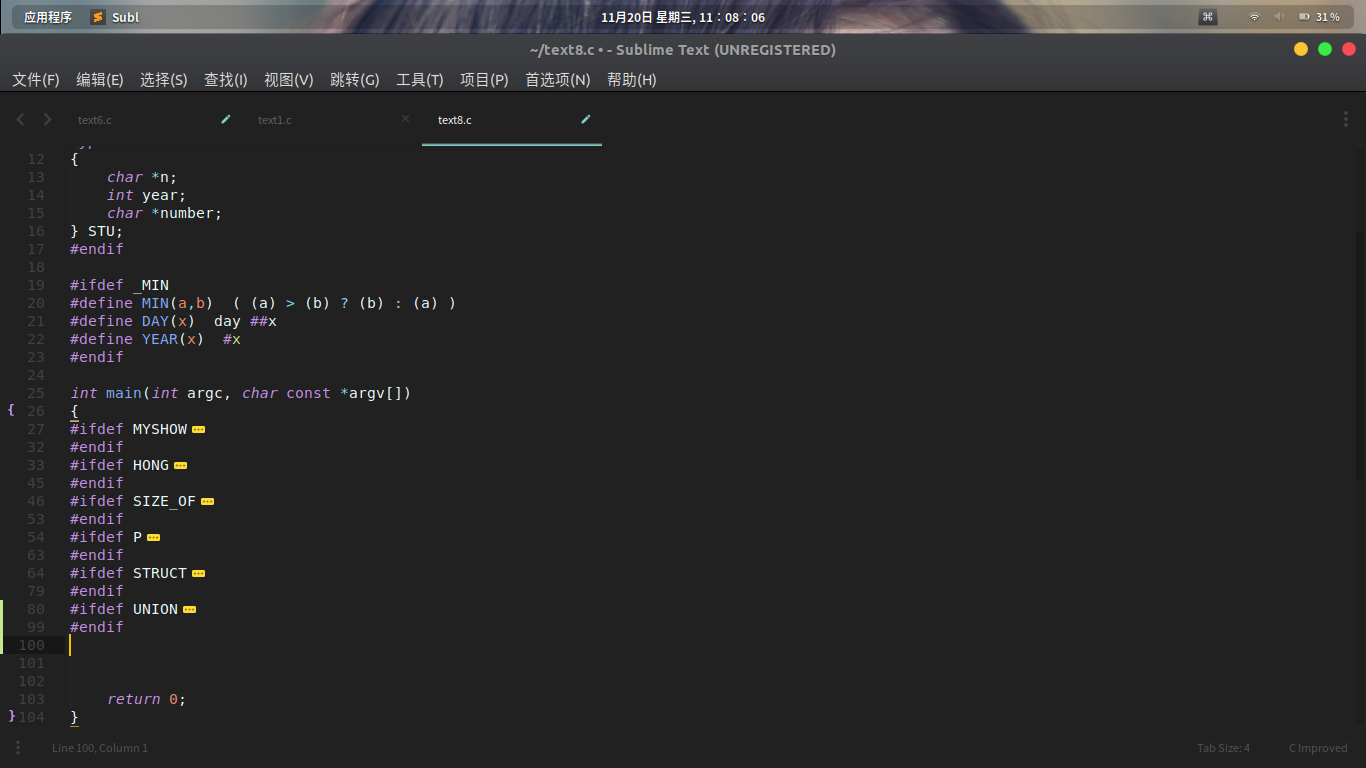 应用程序 Subl 11月20日 星期三, 11：08：06 31%
~/text8.c • - Sublime Text (UNREGISTERED)
文件(F) 编辑(E) 选择(S) 查找(I) 视图(V) 跳转(G) 工具(T) 项目(P) 首选项(N) 帮助(H)
text6.c text1.c text8.c
12 {
13 char *n;
14 int year;
15 char *number;
16 } STU;
17 #endif
18
19 #ifdef _MIN
20 #define MIN(a,b)  ( (a) > (b) ? (b) : (a) )
21 #define DAY(x)  day ##x
22 #define YEAR(x)  #x
23 #endif
24
25 int main(int argc, char const *argv[])
{ 26 {
27 #ifdef MYSHOW
32 #endif
33 #ifdef HONG
45 #endif
46 #ifdef SIZE_OF
53 #endif
54 #ifdef P
63 #endif
64 #ifdef STRUCT
79 #endif
80 #ifdef UNION
99 #endif
100
101
102
103 return 0;
} 104 }
Line 100, Column 1 Tab Size: 4 C Improved